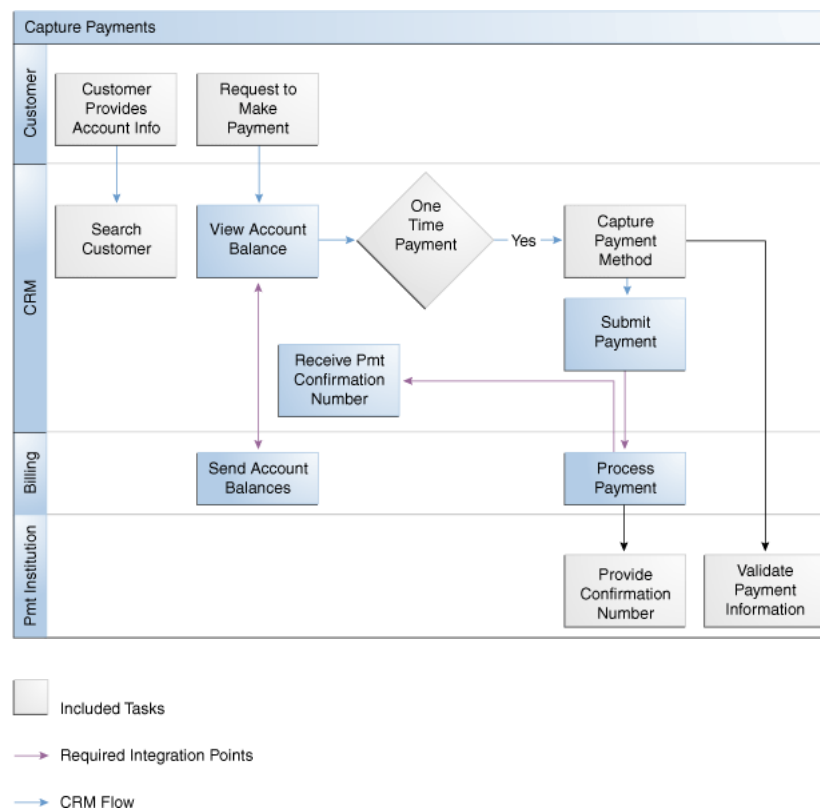 Capture Payments
Customer
Customer
Provides
Account Info
Request to
Make
Payment
CRM
Search
Customer
View Account
Balance
One
Time
Payment
Yes
Capture
Payment
Method
Submit
Payment
Receive Pmt
Confirmation
Number
Billing
Send Account
Balances
Process
Payment
Pmt Institution
Provide
Confirmation
Number
Validate
Payment
Information
Included Tasks
Required Integration Points
CRM Flow